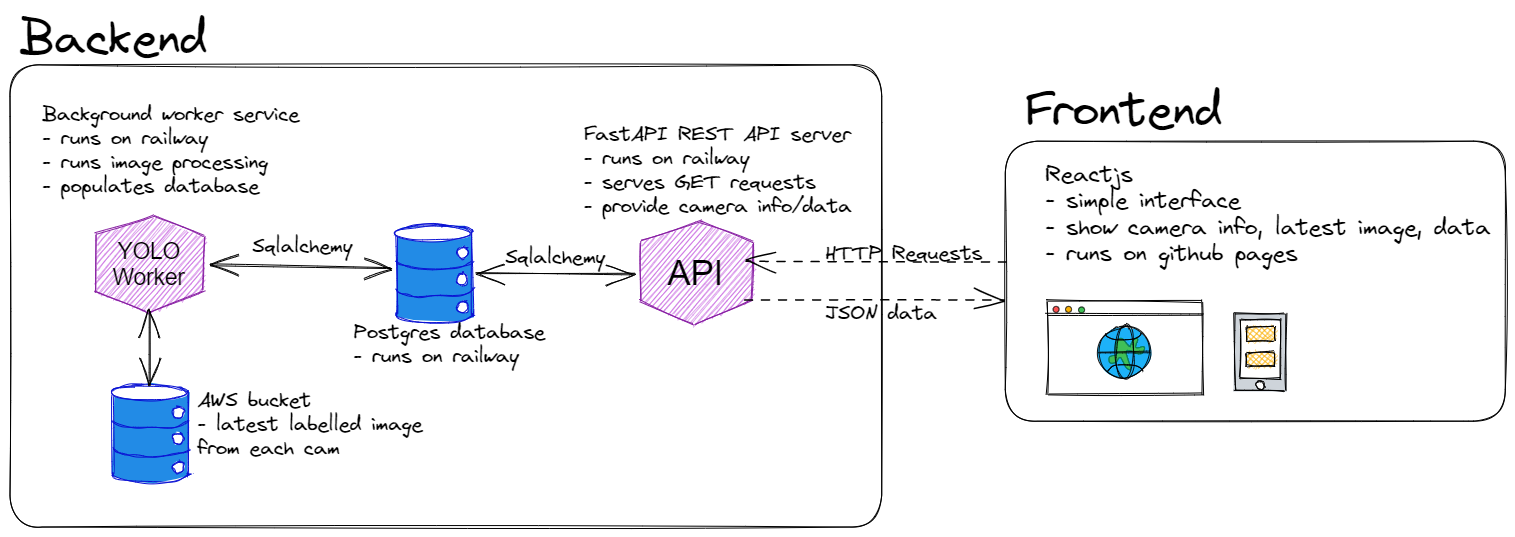 Backend
Background worker service
- runs on railway
- runs image processing
- populates database
YOLO
Worker
Sqlalchemy
Postgres database
- runs on railway
AWS bucket
- latest labelled image
from each cam
FastAPI REST API server
- runs on railway
- serves GET requests
- provide camera info/data
Sqlalchemy
API
HTTP Requests
JSON data
Frontend
Reactjs
- simple interface
- show camera info, latest image, data
- runs on github pages